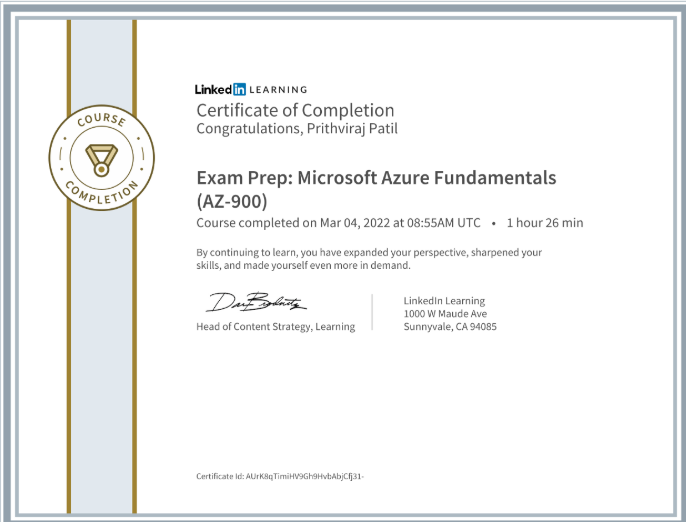 LinkedIn LEARNING
Certificate of Completion
Congratulations, Prithviraj Patil
COURSE
COMPLETION
Exam Prep: Microsoft Azure Fundamentals
(AZ-900)
Course completed on Mar 04, 2022 at 08:55AM UTC • 1 hour 26 min
By continuing to learn, you have expanded your perspective, sharpened your
skills, and made yourself even more in demand.
Head of Content Strategy, Learning
LinkedIn Learning
1000 W Maude Ave
Sunnyvale, CA 94085
Certificate Id: AUrK8qTimiHV9Gh9HvbAbjCfj31-